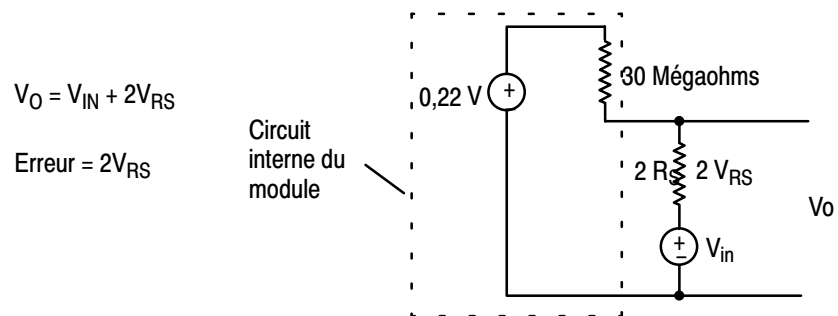 V_O = V_IN + 2V_RS
Erreur = 2V_RS
Circuit
interne du
module
0,22 V
+
30 Mégaohms
2 R_S
2 V_RS
+
−
V_in
Vo